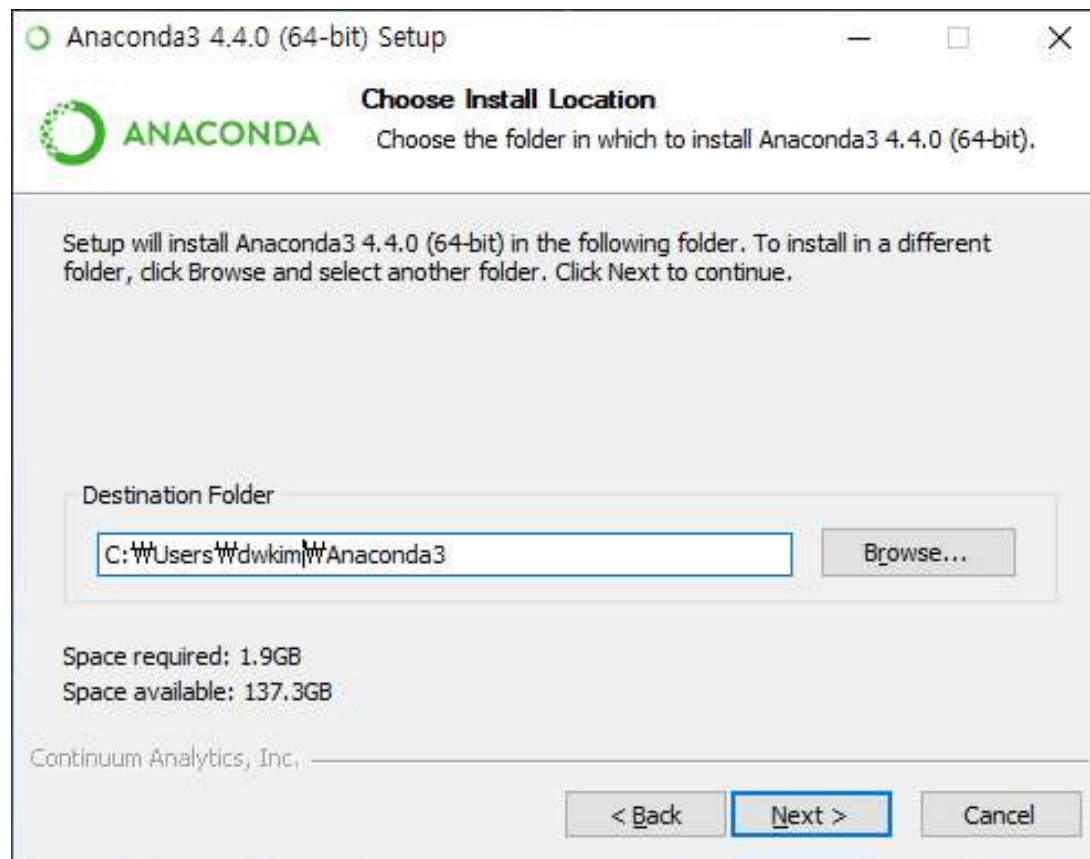 Anaconda3 4.4.0 (64-bit) Setup
ANACONDA
Choose Install Location
Choose the folder in which to install Anaconda3 4.4.0 (64-bit).
Setup will install Anaconda3 4.4.0 (64-bit) in the following folder. To install in a different
folder, click Browse and select another folder. Click Next to continue.
Destination Folder
C:₩Users₩dwkim₩Anaconda3
Browse...
Space required: 1.9GB
Space available: 137.3GB
Continuum Analytics, Inc.
< Back
Next >
Cancel